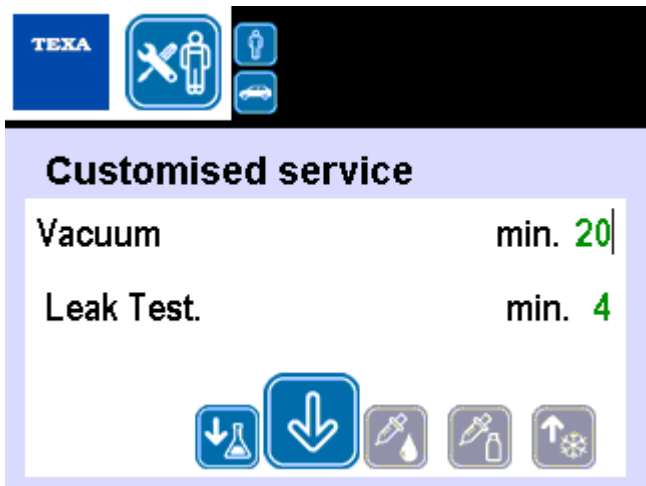 TEXA
Customised service
Vacuum min. 20
Leak Test. min. 4